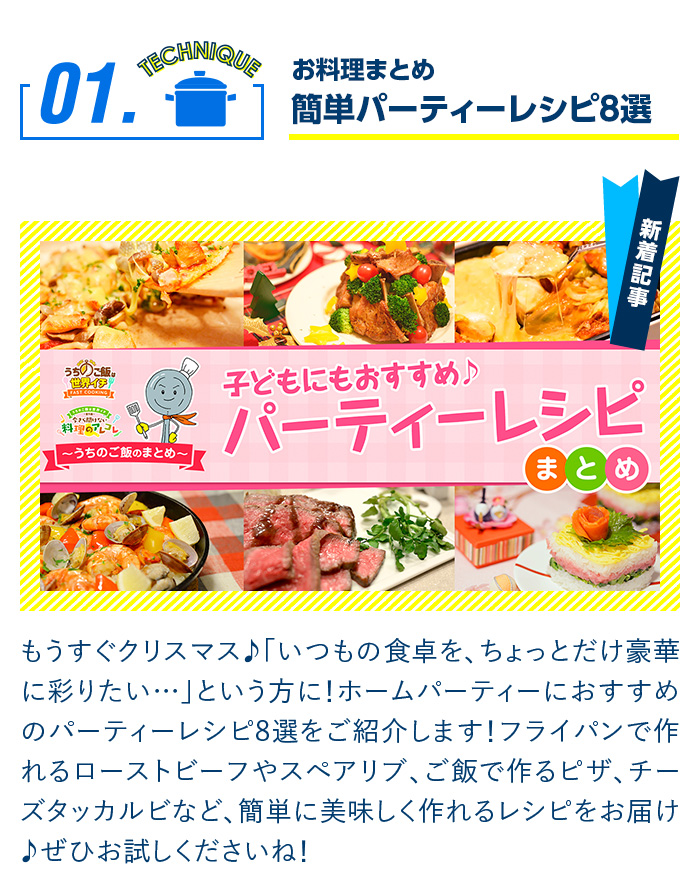 01.
TECHNIQUE
お料理まとめ
簡単パーティーレシピ8選
新着記事
うちのご飯は
世界イチ
FAST COOKING
今さら聞けない
料理のアレコレ
～うちのご飯のまとめ～
子どもにもおすすめ♪
パーティーレシピ
まとめ
もうすぐクリスマス♪「いつもの食卓を、ちょっとだけ豪華
に彩りたい…」という方に！ホームパーティーにおすすめ
のパーティーレシピ8選をご紹介します！フライパンで作
れるローストビーフやスペアリブ、ご飯で作るピザ、チー
ズタッカルビなど、簡単に美味しく作れるレシピをお届け
♪ぜひお試しくださいね！